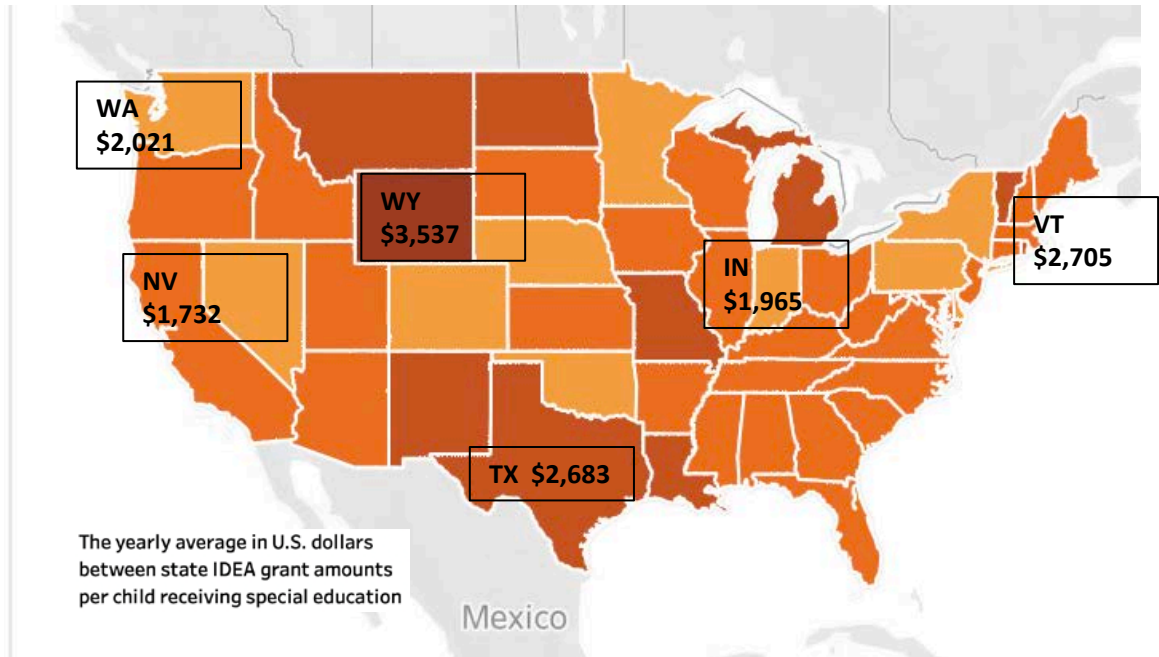 WA
$2,021
WY
$3,537
VT
$2,705
NV
$1,732
IN
$1,965
TX $2,683
The yearly average in U.S. dollars
between state IDEA grant amounts
per child receiving special education
Mexico